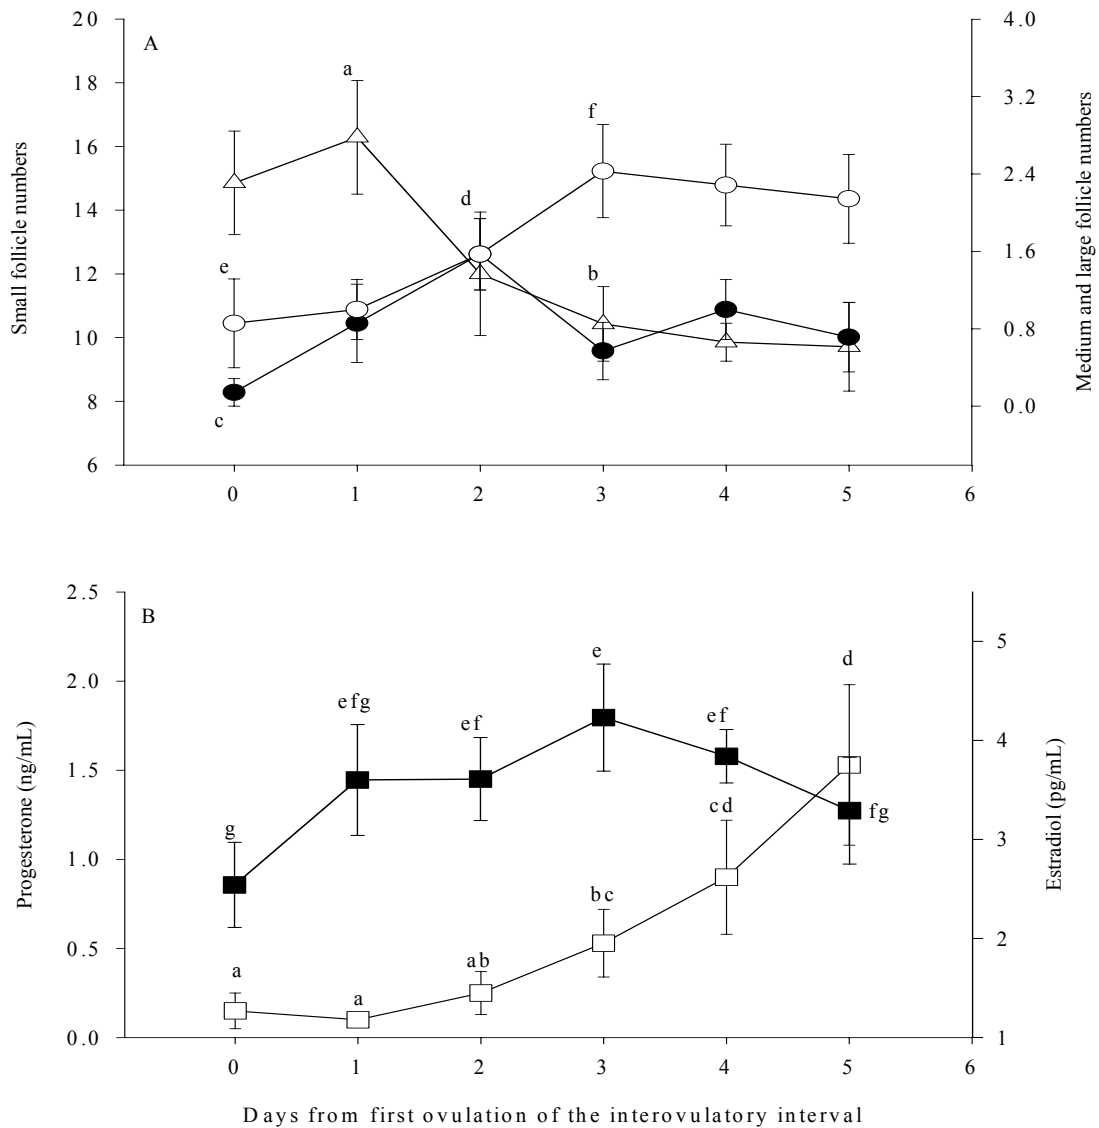 A
20
18
16
14
12
10
8
6
Small follicle numbers
4.0
3.2
2.4
1.6
0.8
0.0
Medium and large follicle numbers
a
f
d
e
b
c
0 1 2 3 4 5 6
B
2.5
2.0
1.5
1.0
0.5
0.0
Progesterone (ng/mL)
5
4
3
2
1
Estradiol (pg/mL)
e
d
efg
ef
ef
g
cd
fg
bc
ab
a
a
0 1 2 3 4 5 6
Days from first ovulation of the interovulatory interval